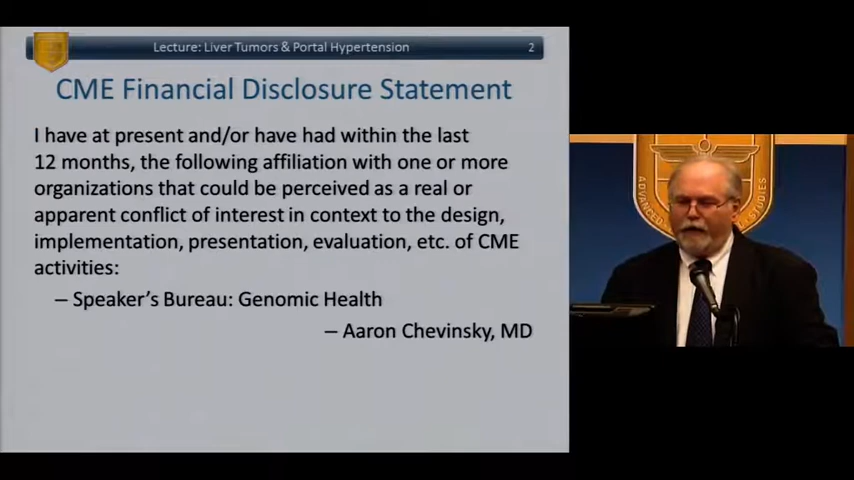 Lecture: Liver Tumors & Portal Hypertension 2
CME Financial Disclosure Statement
I have at present and/or have had within the last
12 months, the following affiliation with one or more
organizations that could be perceived as a real or
apparent conflict of interest in context to the design,
implementation, presentation, evaluation, etc. of CME
activities:
– Speaker's Bureau: Genomic Health
– Aaron Chevinsky, MD
ADVANCED
STUDIES